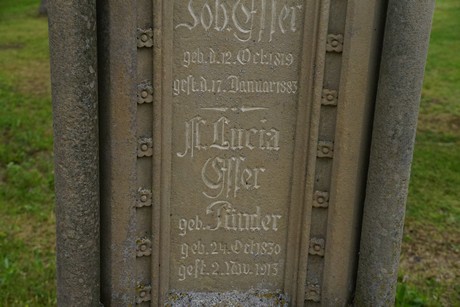 Joh. Esser
geb. d. 12. Oct. 1819
gest. d. 17. Januar 1883
M. Lucia
Esser
geb. Pünder
geb. 24. Oct. 1830
gest. 2. Nov. 1913